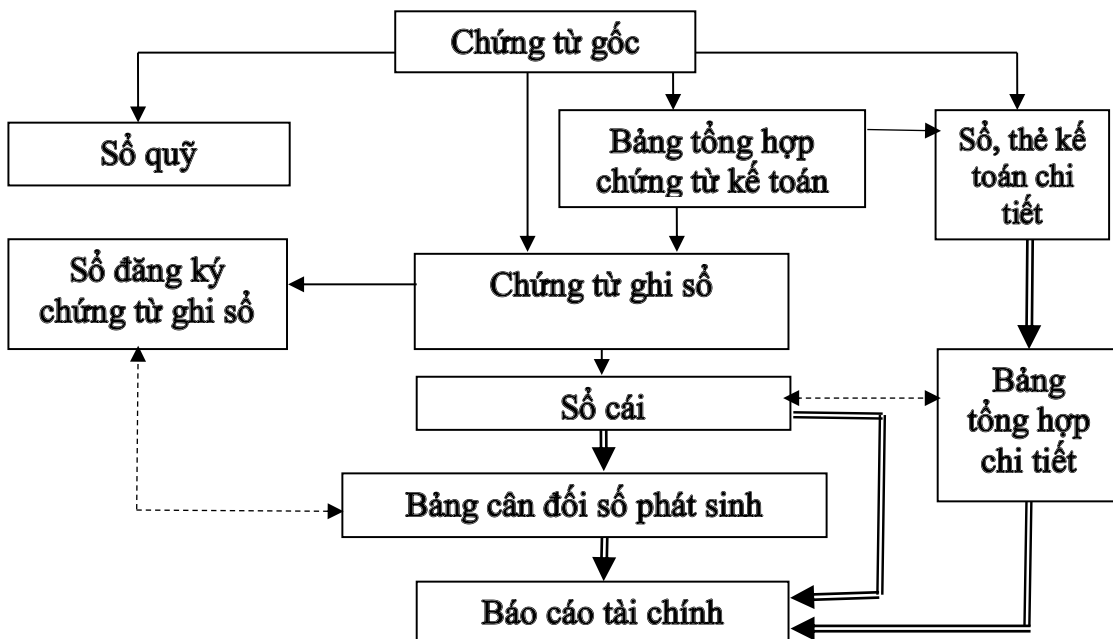 Chứng từ gốc
Sổ quỹ
Bảng tổng hợp
chứng từ kế toán
Sổ, thẻ kế
toán chi
tiết
Sổ đăng ký
chứng từ ghi sổ
Chứng từ ghi sổ
Sổ cái
Bảng
tổng hợp
chi tiết
Bảng cân đối số phát sinh
Báo cáo tài chính